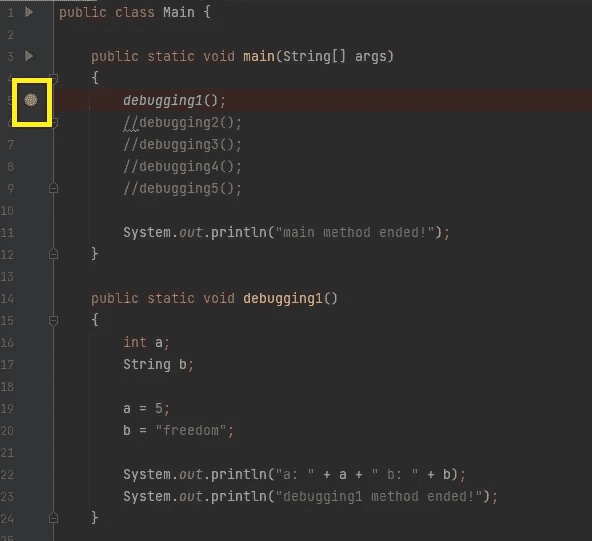 1 public class Main {
2
3 public static void main(String[] args)
4 {
5 debugging1();
6 //debugging2();
7 //debugging3();
8 //debugging4();
9 //debugging5();
10
11 System.out.println("main method ended!");
12 }
13
14 public static void debugging1()
15 {
16 int a;
17 String b;
18
19 a = 5;
20 b = "freedom";
21
22 System.out.println("a: " + a + " b: " + b);
23 System.out.println("debugging1 method ended!");
24 }
25